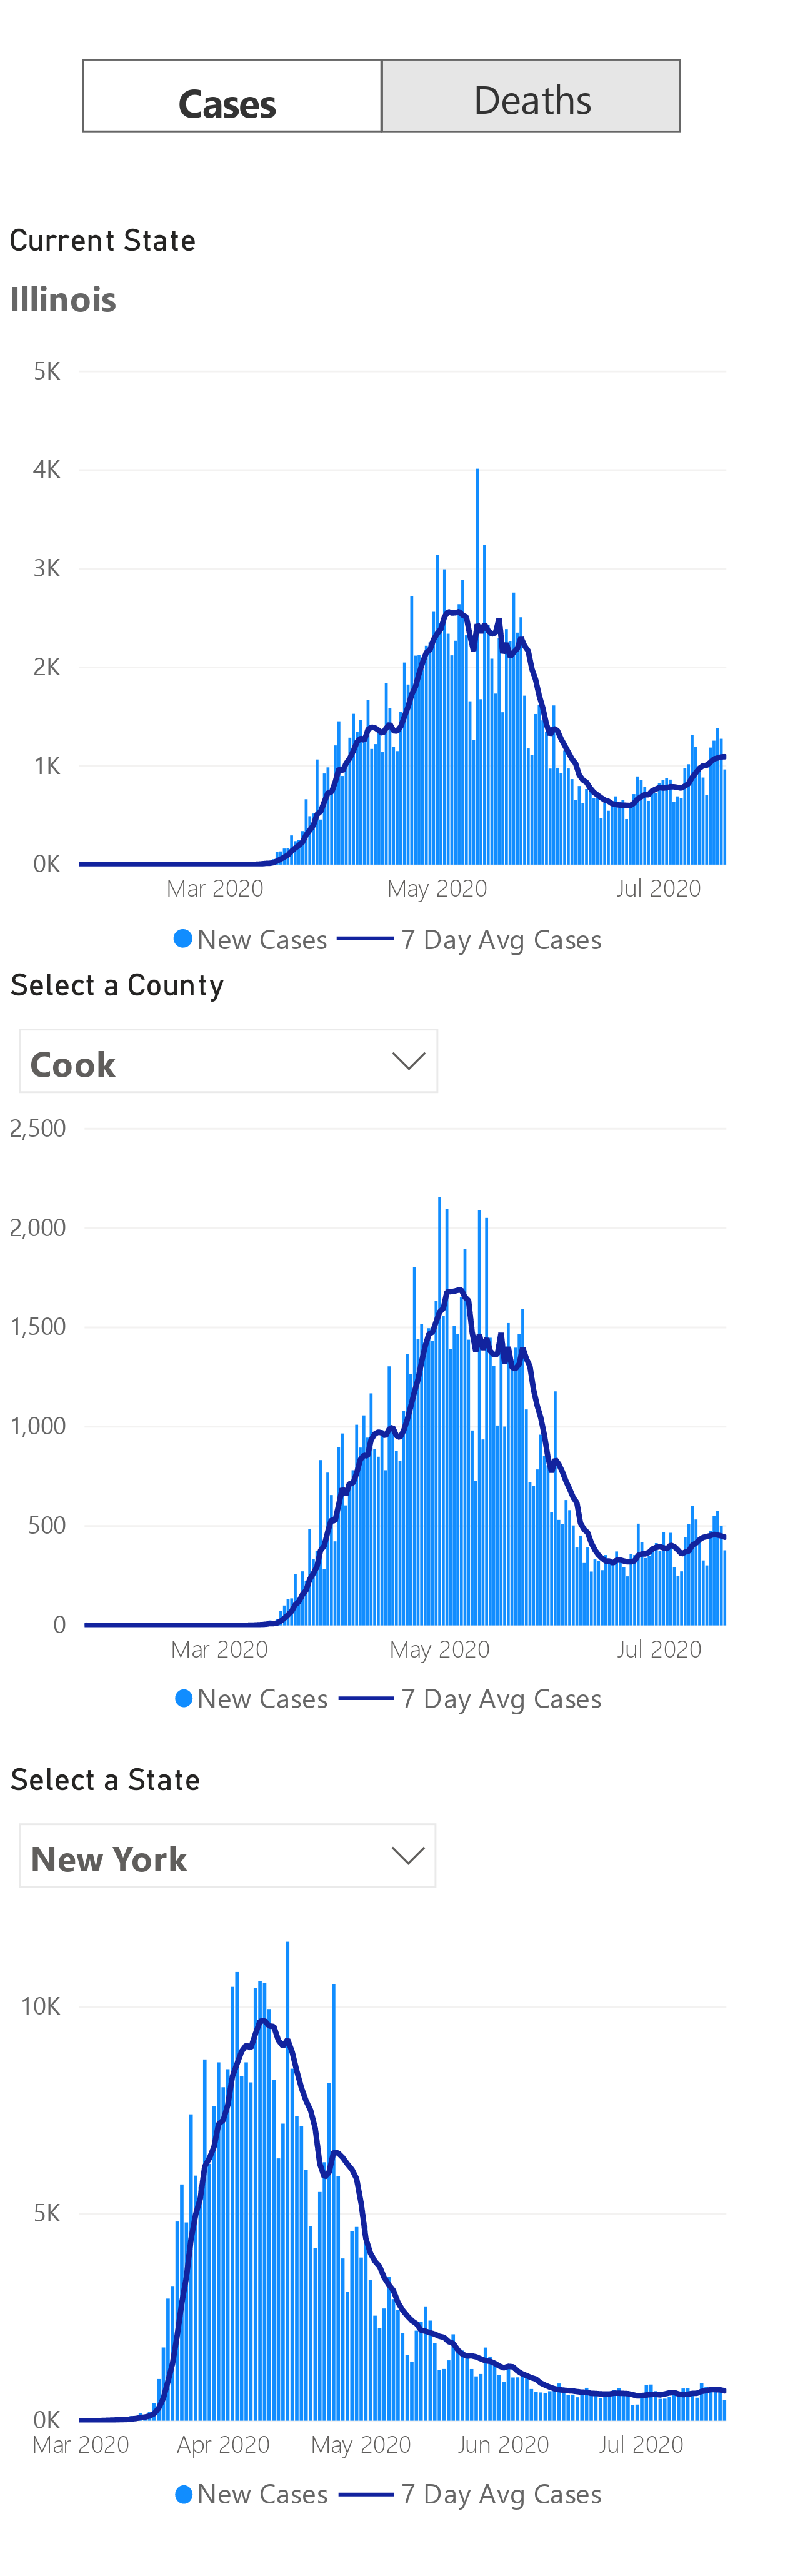 Cases Deaths
Current State
Illinois
5K
4K
3K
2K
1K
0K
Mar 2020 May 2020 Jul 2020
New Cases 7 Day Avg Cases
Select a County
Cook
2,500
2,000
1,500
1,000
500
0
Mar 2020 May 2020 Jul 2020
New Cases 7 Day Avg Cases
Select a State
New York
10K
5K
0K
Mar 2020 Apr 2020 May 2020 Jun 2020 Jul 2020
New Cases 7 Day Avg Cases